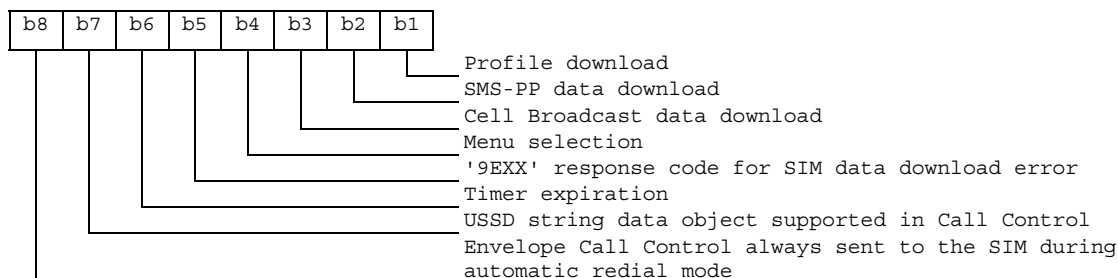 b8 b7 b6 b5 b4 b3 b2 b1
Profile download
SMS-PP data download
Cell Broadcast data download
Menu selection
'9EXX' response code for SIM data download error
Timer expiration
USSD string data object supported in Call Control
Envelope Call Control always sent to the SIM during
automatic redial mode